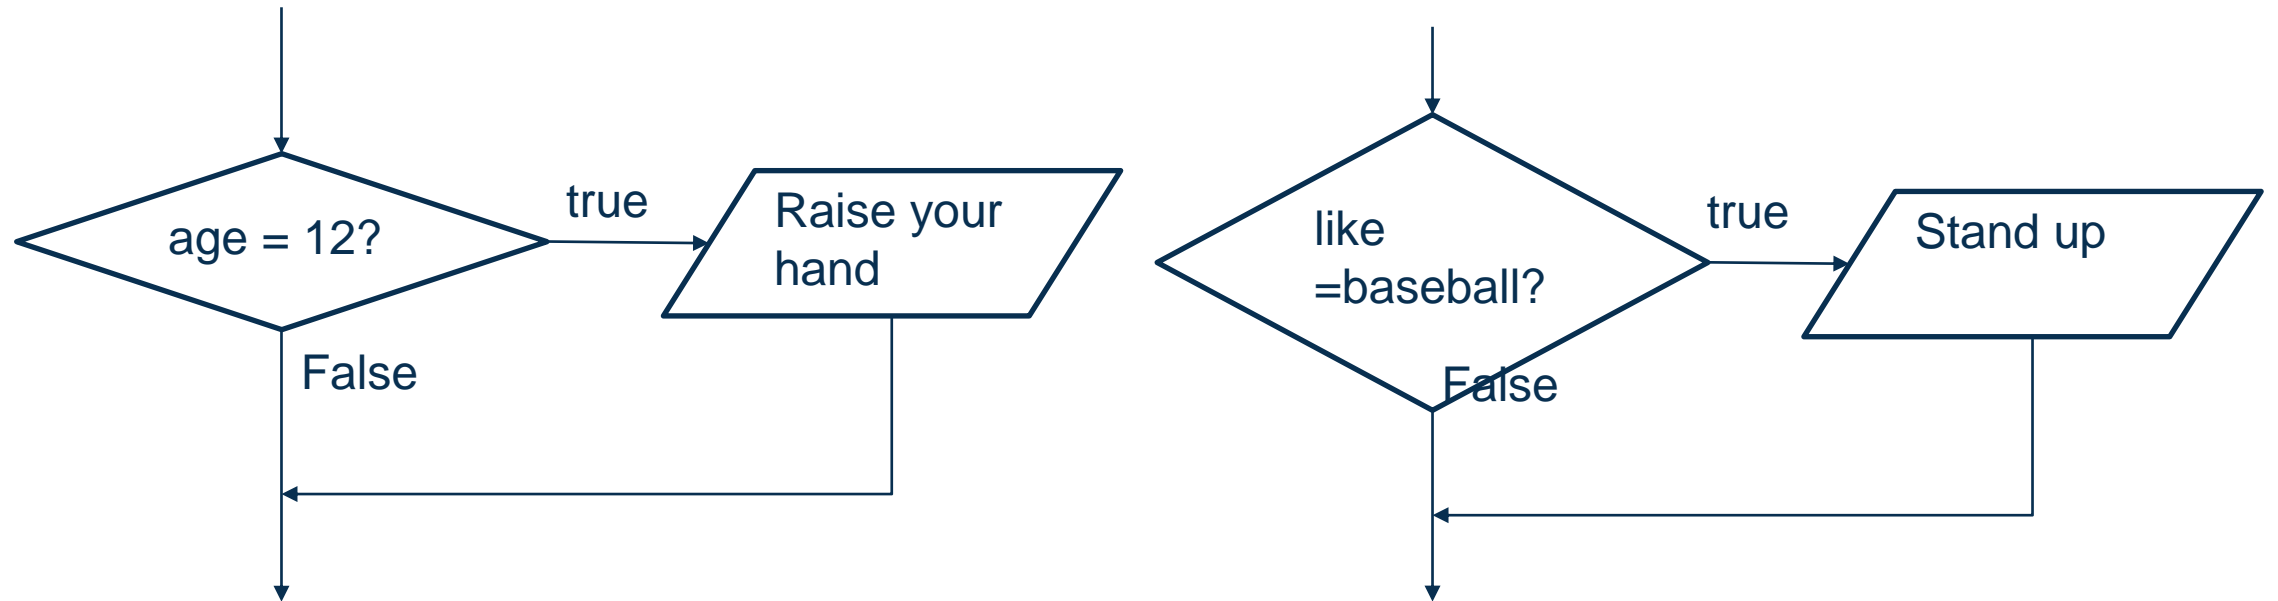 age = 12?
true
Raise your
hand
False
like
=baseball?
true
Stand up
False